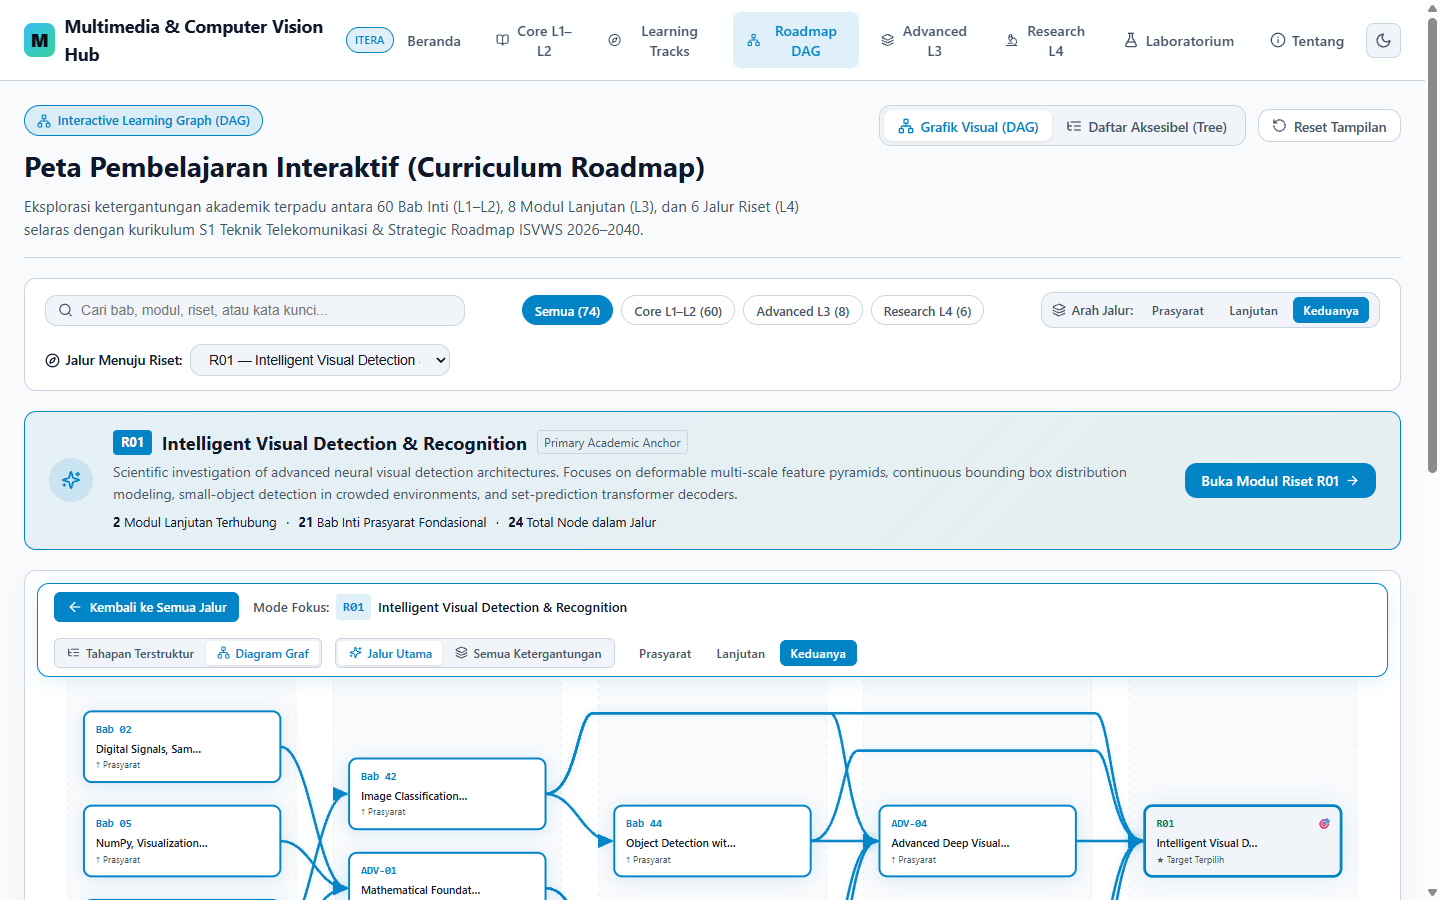 M
Multimedia & Computer Vision
Hub
ITERA
Beranda
Core L1–
L2
Learning
Tracks
Roadmap
DAG
Advanced
L3
Research
L4
Laboratorium
Tentang
Interactive Learning Graph (DAG)
Grafik Visual (DAG)
Daftar Aksesibel (Tree)
Reset Tampilan
Peta Pembelajaran Interaktif (Curriculum Roadmap)
Eksplorasi ketergantungan akademik terpadu antara 60 Bab Inti (L1–L2), 8 Modul Lanjutan (L3), dan 6 Jalur Riset (L4)
selaras dengan kurikulum S1 Teknik Telekomunikasi & Strategic Roadmap ISVWS 2026–2040.
Cari bab, modul, riset, atau kata kunci...
Semua (74)
Core L1–L2 (60)
Advanced L3 (8)
Research L4 (6)
Arah Jalur:
Prasyarat
Lanjutan
Keduanya
Jalur Menuju Riset:
R01 — Intelligent Visual Detection
R01
Intelligent Visual Detection & Recognition
Primary Academic Anchor
Scientific investigation of advanced neural visual detection architectures. Focuses on deformable multi-scale feature pyramids, continuous bounding box distribution
modeling, small-object detection in crowded environments, and set-prediction transformer decoders.
2 Modul Lanjutan Terhubung · 21 Bab Inti Prasyarat Fondasional · 24 Total Node dalam Jalur
Buka Modul Riset R01 →
← Kembali ke Semua Jalur
Mode Fokus:
R01
Intelligent Visual Detection & Recognition
Tahapan Terstruktur
Diagram Graf
Jalur Utama
Semua Ketergantungan
Prasyarat
Lanjutan
Keduanya
Bab 02
Digital Signals, Sam...
↑ Prasyarat
Bab 05
NumPy, Visualization...
↑ Prasyarat
Bab 42
Image Classification...
↑ Prasyarat
ADV-01
Mathematical Foundat...
Bab 44
Object Detection wit...
↑ Prasyarat
ADV-04
Advanced Deep Visual...
↑ Prasyarat
R01
Intelligent Visual D...
★ Target Terpilih